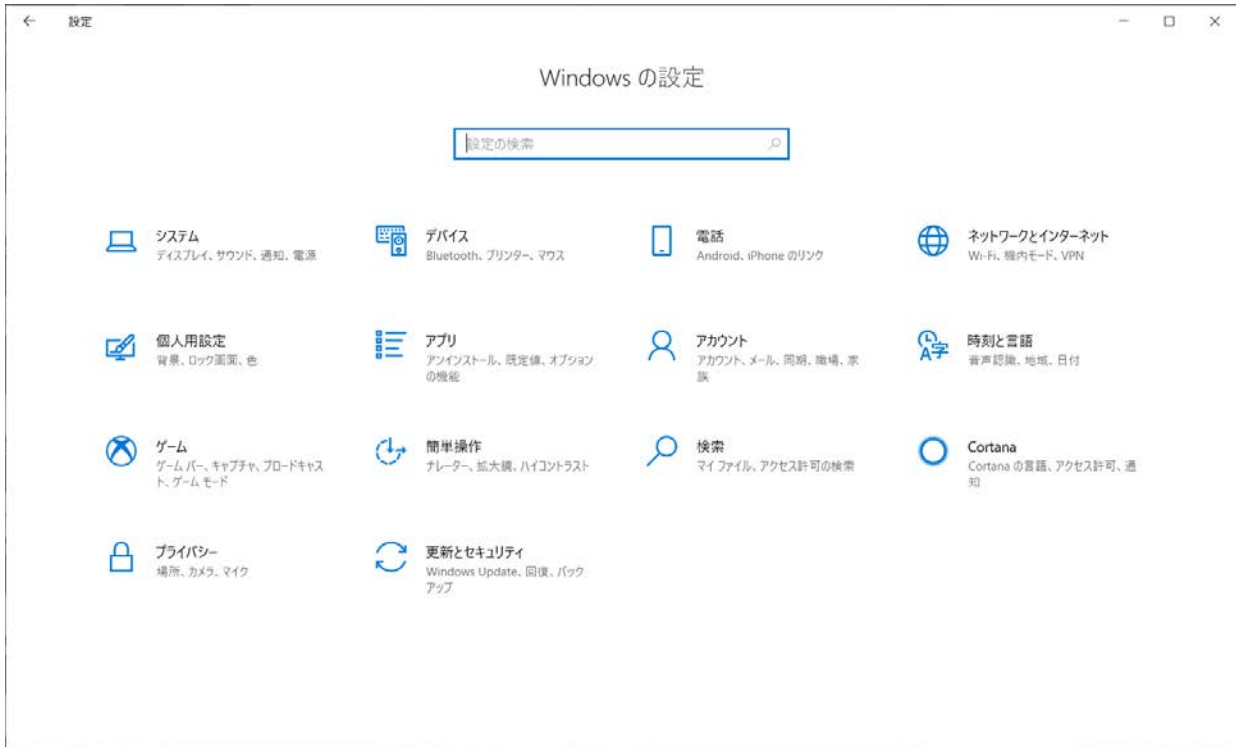 設定
Windows の設定
設定の検索
システム
ディスプレイ、サウンド、通知、電源
デバイス
Bluetooth、プリンター、マウス
電話
Android、iPhone のリンク
ネットワークとインターネット
Wi-Fi、機内モード、VPN
個人用設定
背景、ロック画面、色
アプリ
アンインストール、既定値、オプション
の機能
アカウント
アカウント、メール、同期、職場、家
族
時刻と言語
音声認識、地域、日付
ゲーム
ゲーム バー、キャプチャ、ブロードキャス
ト、ゲーム モード
簡単操作
ナレーター、拡大鏡、ハイコントラスト
検索
マイ ファイル、アクセス許可の検索
Cortana
Cortana の言語、アクセス許可、通
知
プライバシー
場所、カメラ、マイク
更新とセキュリティ
Windows Update、回復、バック
アップ